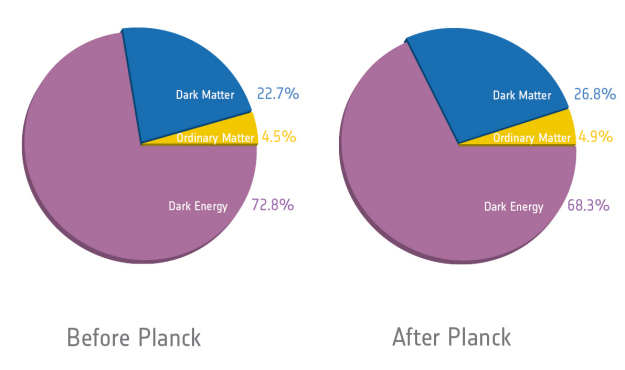 Dark Matter 22.7%
Ordinary Matter 4.5%
Dark Energy 72.8%
Before Planck
Dark Matter 26.8%
Ordinary Matter 4.9%
Dark Energy 68.3%
After Planck